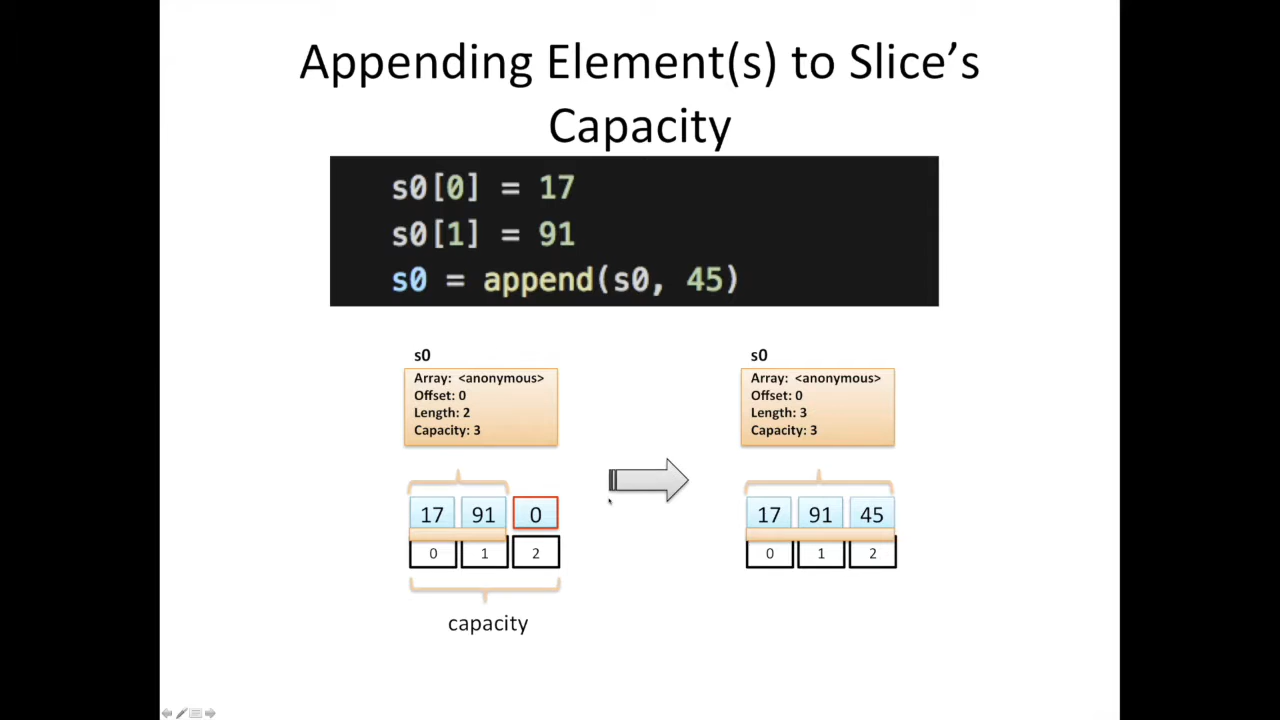 Appending Element(s) to Slice’s
Capacity
s0[0] = 17
s0[1] = 91
s0 = append(s0, 45)
s0
Array: <anonymous>
Offset: 0
Length: 2
Capacity: 3
17 91 0
0 1 2
capacity
s0
Array: <anonymous>
Offset: 0
Length: 3
Capacity: 3
17 91 45
0 1 2